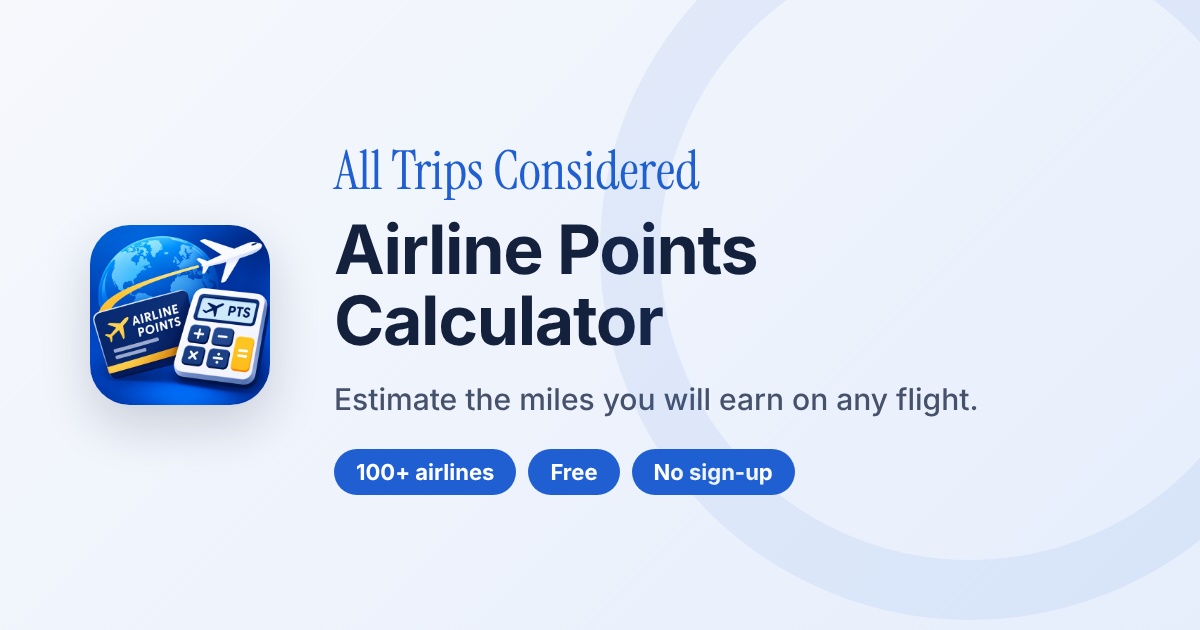 All Trips Considered
Airline Points
Calculator
Estimate the miles you will earn on any flight.
100+ airlines
Free
No sign-up
AIRLINE
POINTS
PTS
+
−
×
÷
=